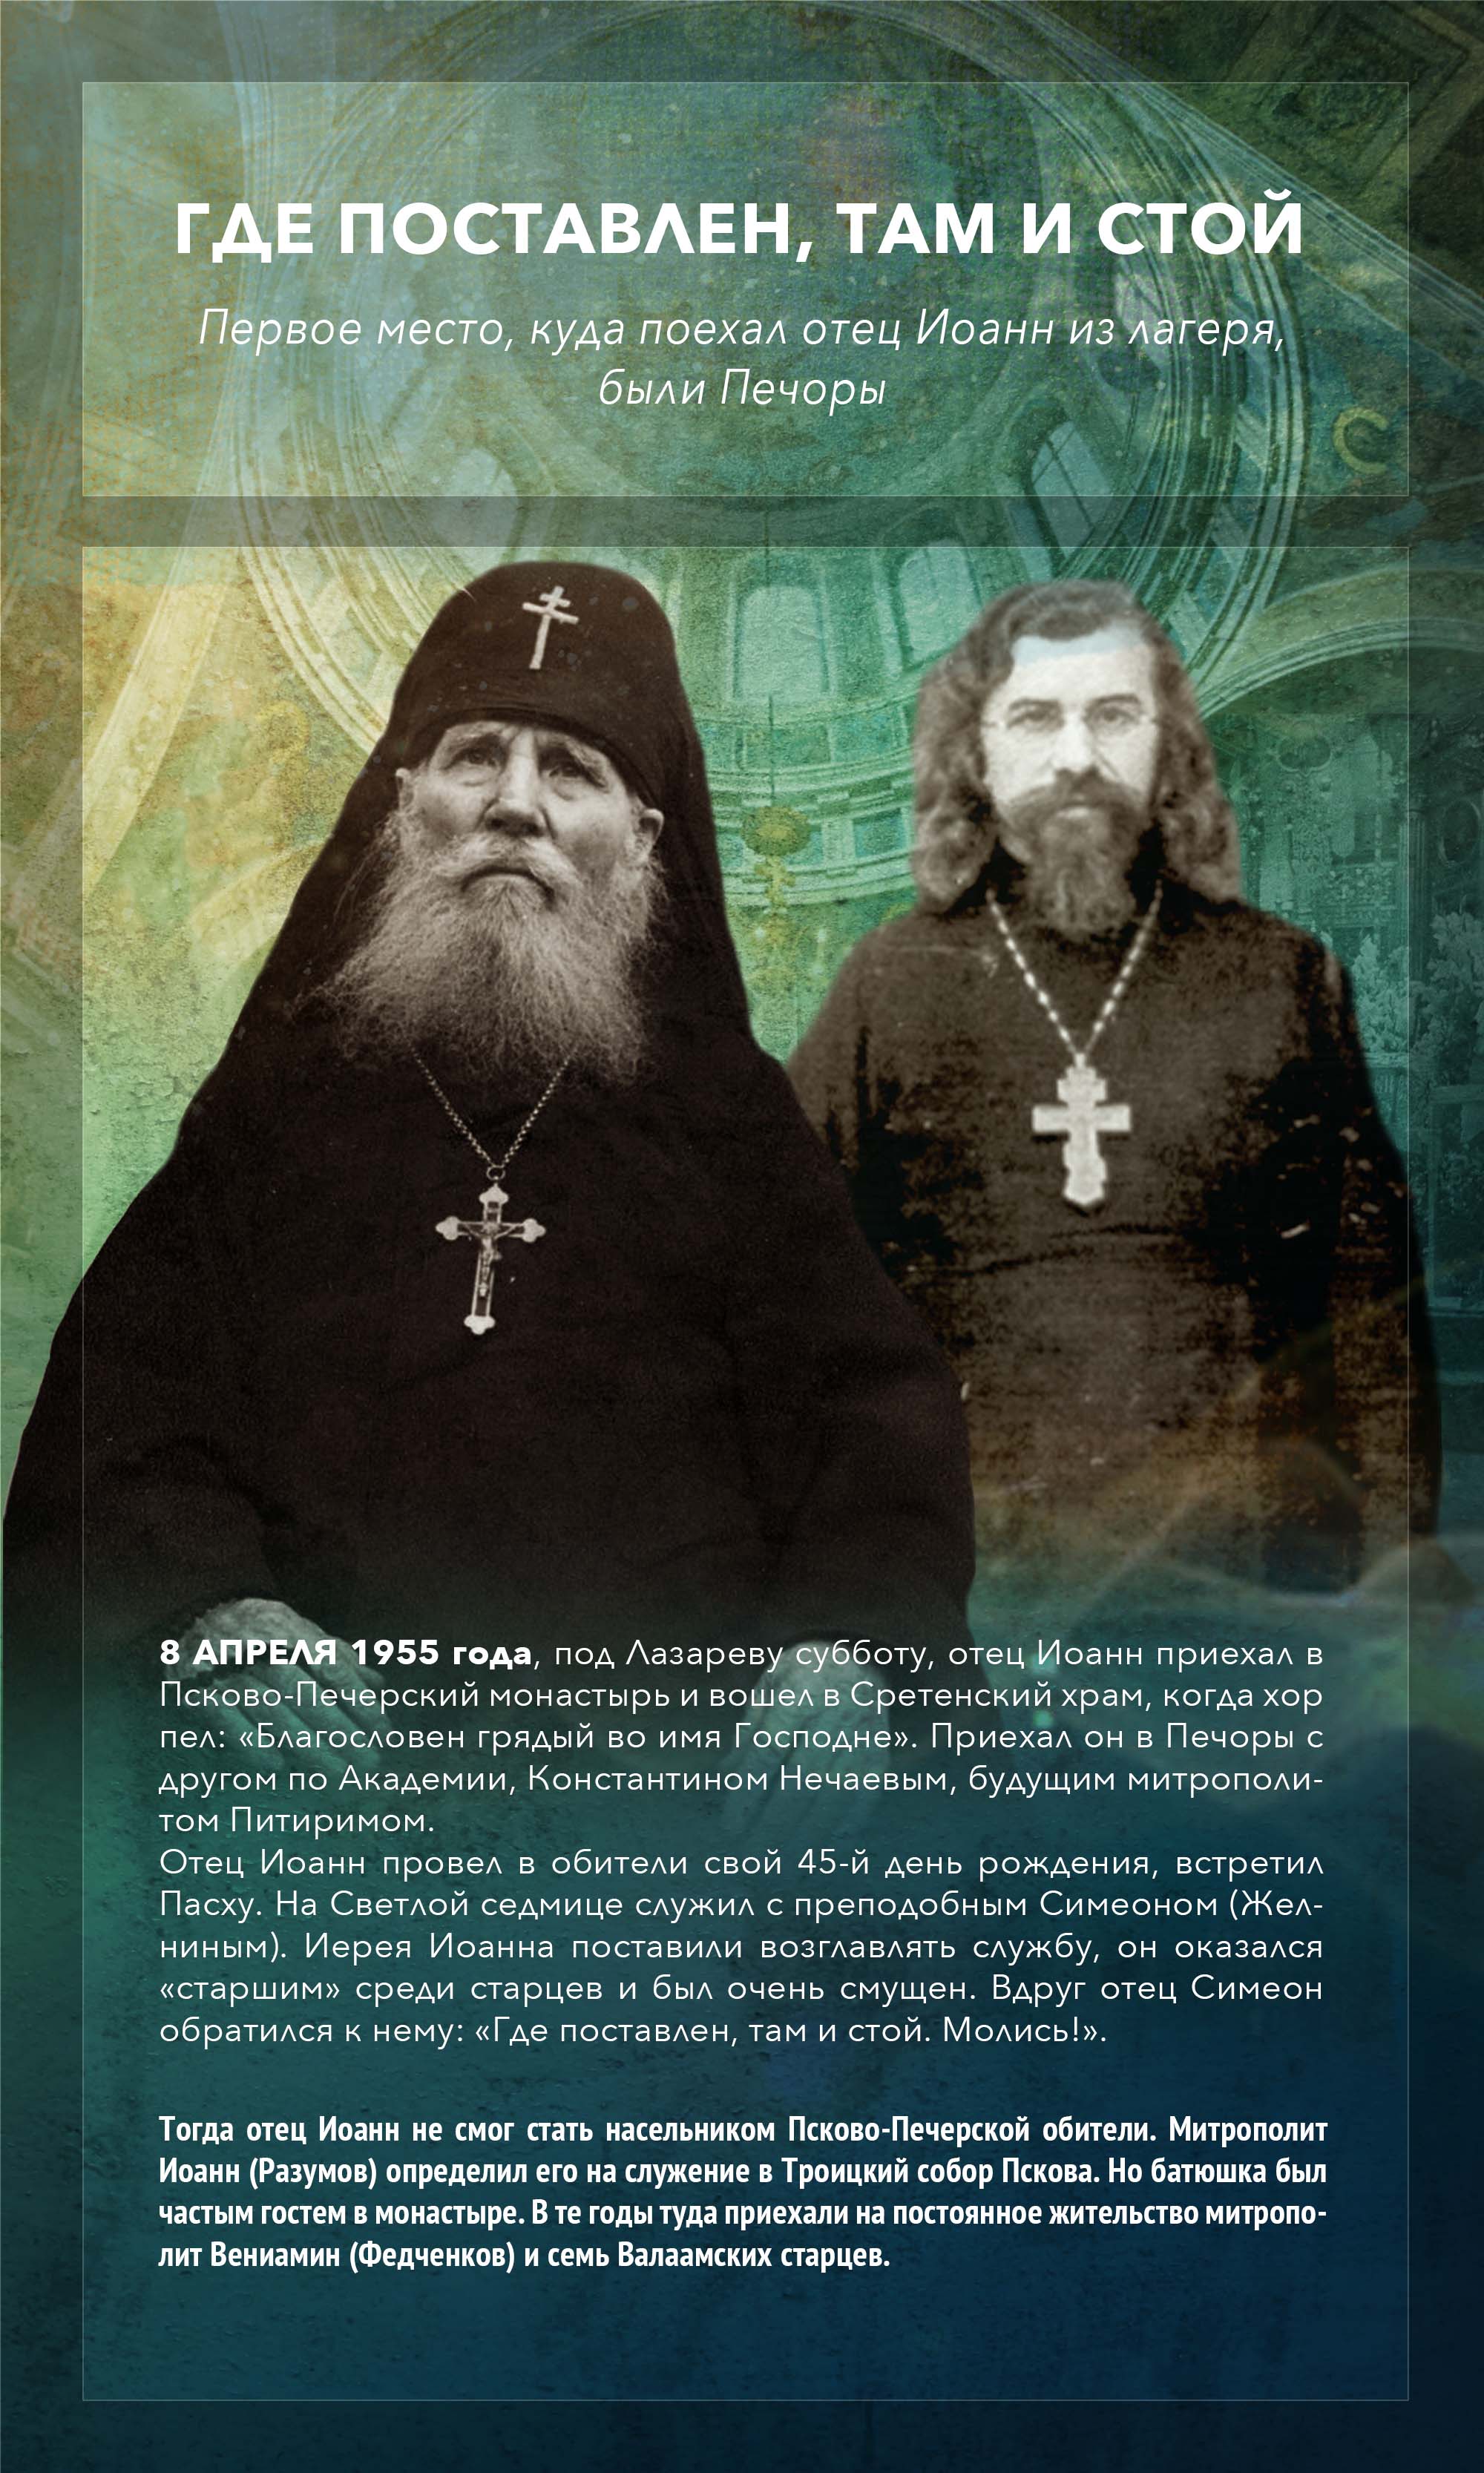 ГДЕ ПОСТАВЛЕН, ТАМ И СТОЙ
Первое место, куда поехал отец Иоанн из лагеря,
были Печоры
8 АПРЕЛЯ 1955 года, под Лазареву субботу, отец Иоанн приехал в
Псково-Печерский монастырь и вошел в Сретенский храм, когда хор
пел: «Благословен грядый во имя Господне». Приехал он в Печоры с
другом по Академии, Константином Нечаевым, будущим митрополи-
том Питиримом.
Отец Иоанн провел в обители свой 45-й день рождения, встретил
Пасху. На Светлой седмице служил с преподобным Симеоном (Жел-
ниным). Иерея Иоанна поставили возглавлять службу, он оказался
«старшим» среди старцев и был очень смущен. Вдруг отец Симеон
обратился к нему: «Где поставлен, там и стой. Молись!».
Тогда отец Иоанн не смог стать насельником Псково-Печерской обители. Митрополит
Иоанн (Разумов) определил его на служение в Троицкий собор Пскова. Но батюшка был
частым гостем в монастыре. В те годы туда приехали на постоянное жительство митропо-
лит Вениамин (Федченков) и семь Валаамских старцев.